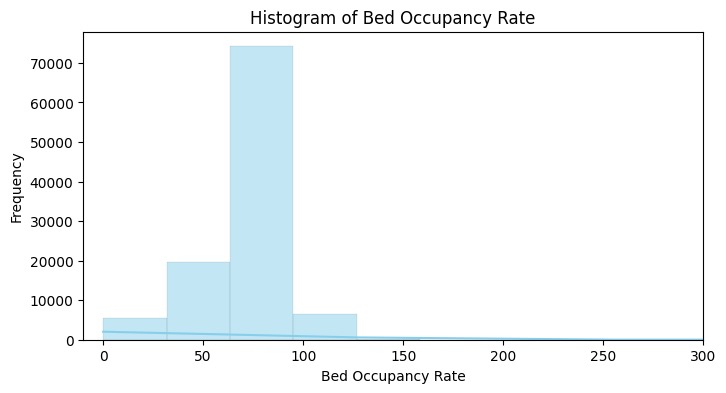 Histogram of Bed Occupancy Rate
Frequency
70000
60000
50000
40000
30000
20000
10000
0
0 50 100 150 200 250 300
Bed Occupancy Rate